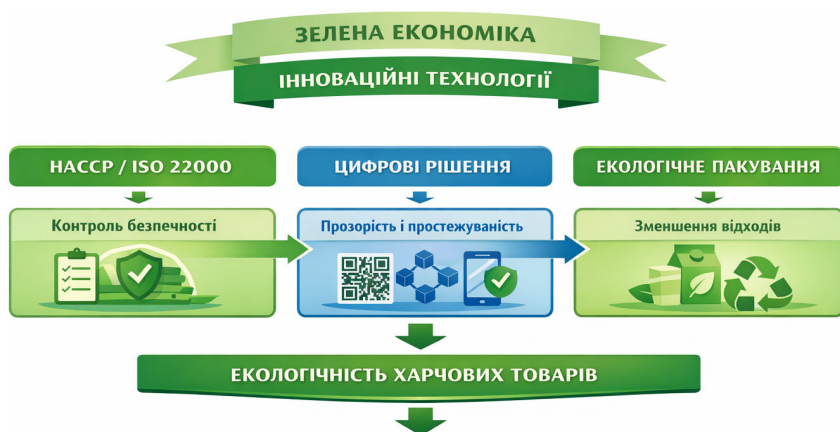 ЗЕЛЕНА ЕКОНОМІКА
ІННОВАЦІЙНІ ТЕХНОЛОГІЇ
НАССР / ISO 22000
ЦИФРОВІ РІШЕННЯ
ЕКОЛОГІЧНЕ ПАКУВАННЯ
Контроль безпечності
Прозорість і простежуваність
Зменшення відходів
ЕКОЛОГІЧНІСТЬ ХАРЧОВИХ ТОВАРІВ